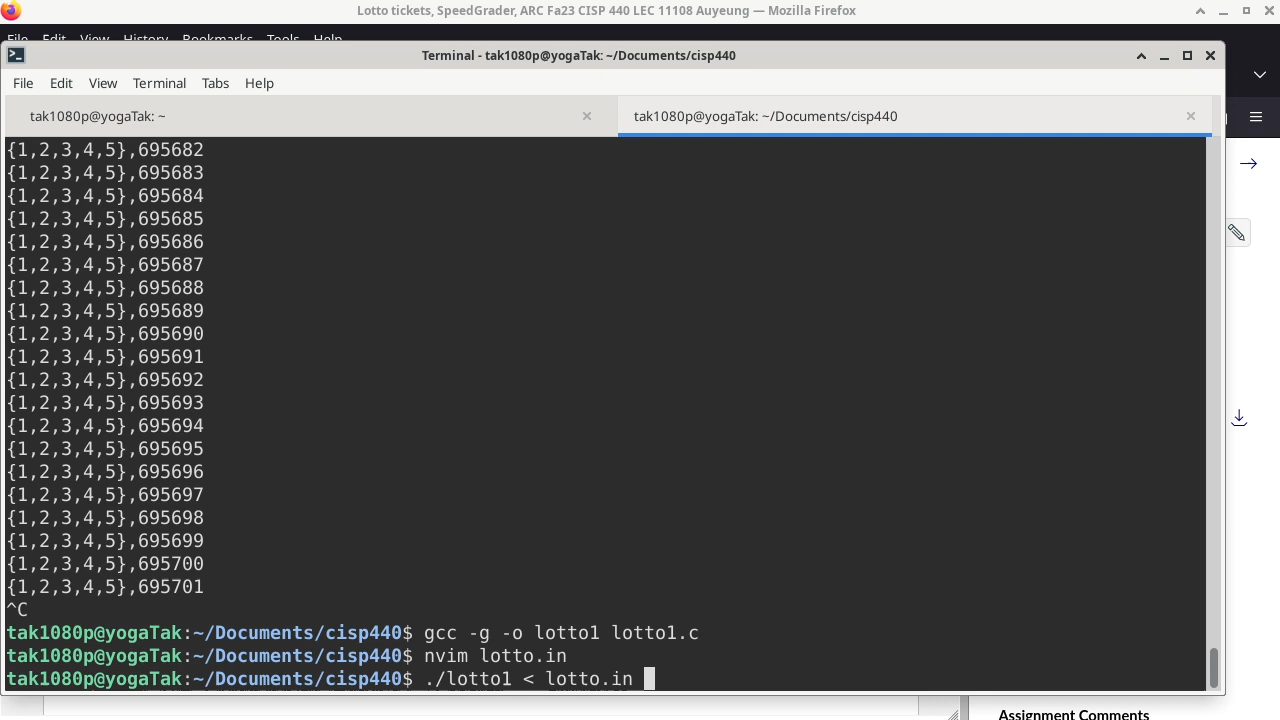 Lotto tickets, SpeedGrader, ARC Fa23 CISP 440 LEC 11108 Auyeung — Mozilla Firefox
File Edit View History Bookmarks Tools Help
Terminal - tak1080p@yogaTak: ~/Documents/cisp440
File Edit View Terminal Tabs Help
tak1080p@yogaTak: ~
tak1080p@yogaTak: ~/Documents/cisp440
{1,2,3,4,5},695682
{1,2,3,4,5},695683
{1,2,3,4,5},695684
{1,2,3,4,5},695685
{1,2,3,4,5},695686
{1,2,3,4,5},695687
{1,2,3,4,5},695688
{1,2,3,4,5},695689
{1,2,3,4,5},695690
{1,2,3,4,5},695691
{1,2,3,4,5},695692
{1,2,3,4,5},695693
{1,2,3,4,5},695694
{1,2,3,4,5},695695
{1,2,3,4,5},695696
{1,2,3,4,5},695697
{1,2,3,4,5},695698
{1,2,3,4,5},695699
{1,2,3,4,5},695700
{1,2,3,4,5},695701
^C
tak1080p@yogaTak:~/Documents/cisp440$ gcc -g -o lotto1 lotto1.c
tak1080p@yogaTak:~/Documents/cisp440$ nvim lotto.in
tak1080p@yogaTak:~/Documents/cisp440$ ./lotto1 < lotto.in
Assignment Comments